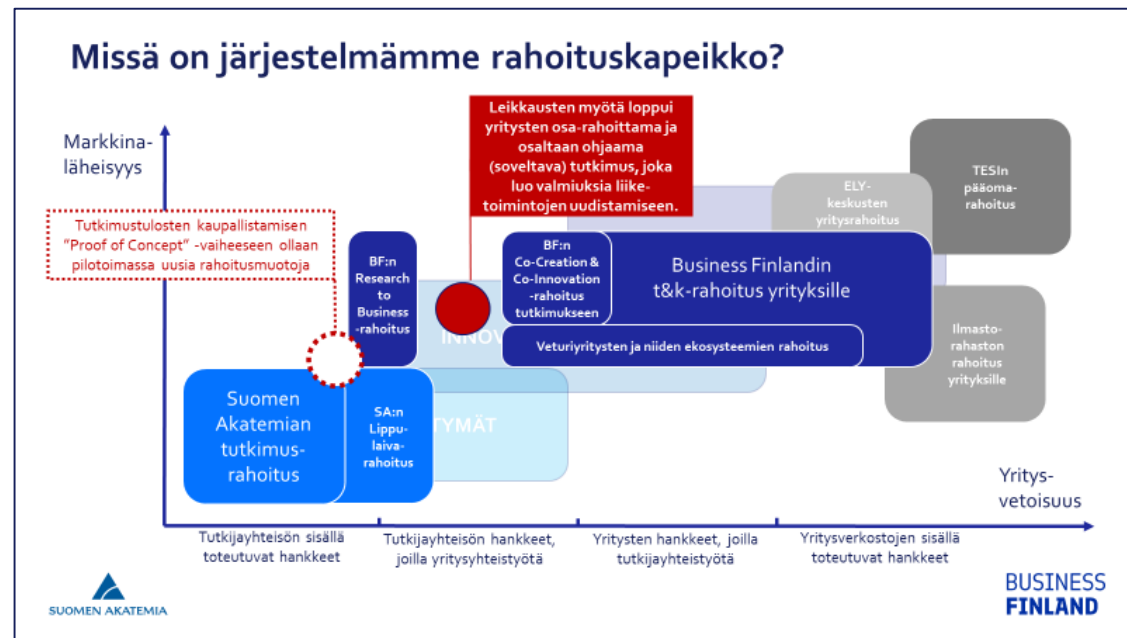 Missä on järjestelmämme rahoituskapeikko?
Markkina-
läheisyys
Leikkausten myötä loppui
yritysten osa-rahoittama ja
osaltaan ohjaama
(soveltava) tutkimus, joka
luo valmiuksia liike-
toimintojen uudistamiseen.
TESIn
pääoma-
rahoitus
ELY-
keskusten
yritysrahoitus
Tutkimustulosten kaupallistamisen
”Proof of Concept” -vaiheeseen ollaan
pilotoimassa uusia rahoitusmuotoja
BF:n
Research
to
Business
-rahoitus
BF:n
Co-Creation &
Co-Innovation
-rahoitus
tutkimukseen
Business Finlandin
t&k-rahoitus yrityksille
INNOV
Veturiyritysten ja niiden ekosysteemien rahoitus
Ilmasto-
rahaston
rahoitus
yrityksille
Suomen
Akatemian
tutkimus-
rahoitus
SA:n
Lippu-
laiva-
rahoitus
TYMÄT
Yritys-
vetoisuus
Tutkijayhteisön sisällä
toteutuvat hankkeet
Tutkijayhteisön hankkeet,
joilla yritysyhteistyötä
Yritysten hankkeet, joilla
tutkijayhteistyötä
Yritysverkostojen sisällä
toteutuvat hankkeet
SUOMEN AKATEMIA
BUSINESS
FINLAND